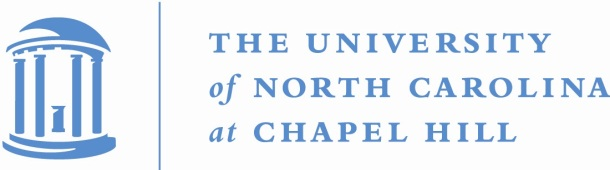 THE UNIVERSITY
of NORTH CAROLINA
at CHAPEL HILL